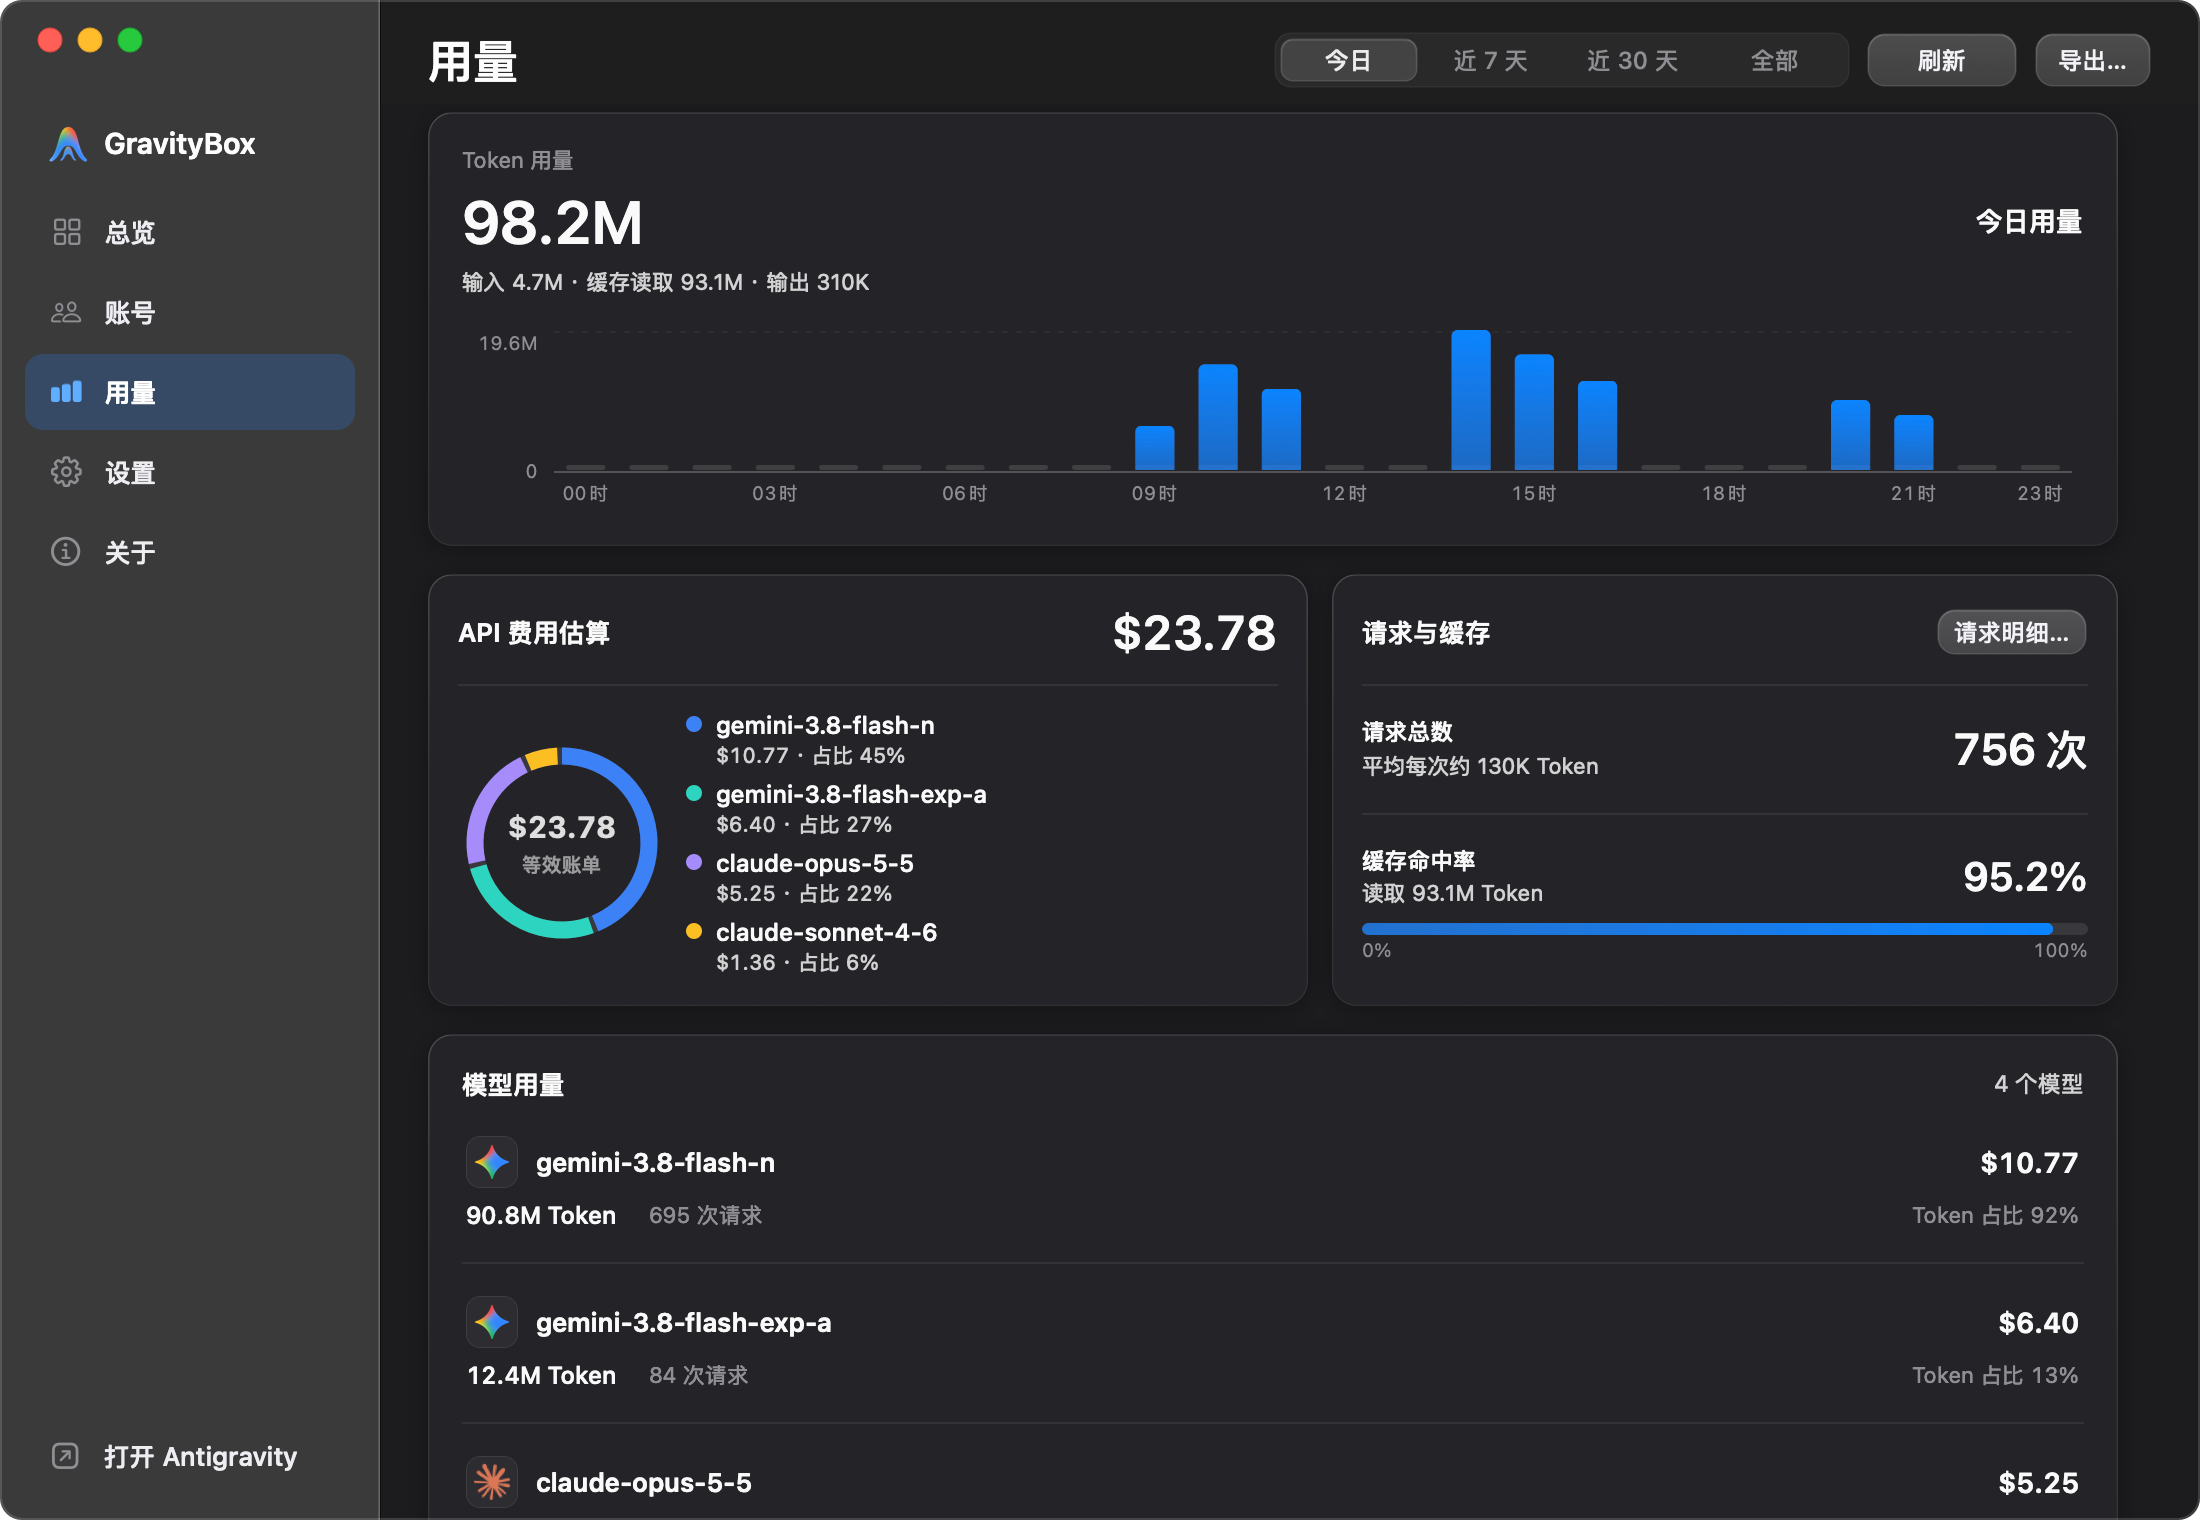 用量
今日
近 7 天
近 30 天
全部
刷新
导出...
GravityBox
总览
账号
用量
设置
关于
打开 Antigravity
Token 用量
98.2M
今日用量
输入 4.7M · 缓存读取 93.1M · 输出 310K
19.6M
0
00时
03时
06时
09时
12时
15时
18时
21时
23时
API 费用估算
$23.78
$23.78
等效账单
gemini-3.8-flash-n
$10.77 · 占比 45%
gemini-3.8-flash-exp-a
$6.40 · 占比 27%
claude-opus-5-5
$5.25 · 占比 22%
claude-sonnet-4-6
$1.36 · 占比 6%
请求与缓存
请求明细...
请求总数
平均每次约 130K Token
756 次
缓存命中率
读取 93.1M Token
95.2%
0%
100%
模型用量
4 个模型
gemini-3.8-flash-n
$10.77
90.8M Token
695 次请求
Token 占比 92%
gemini-3.8-flash-exp-a
$6.40
12.4M Token
84 次请求
Token 占比 13%
claude-opus-5-5
$5.25